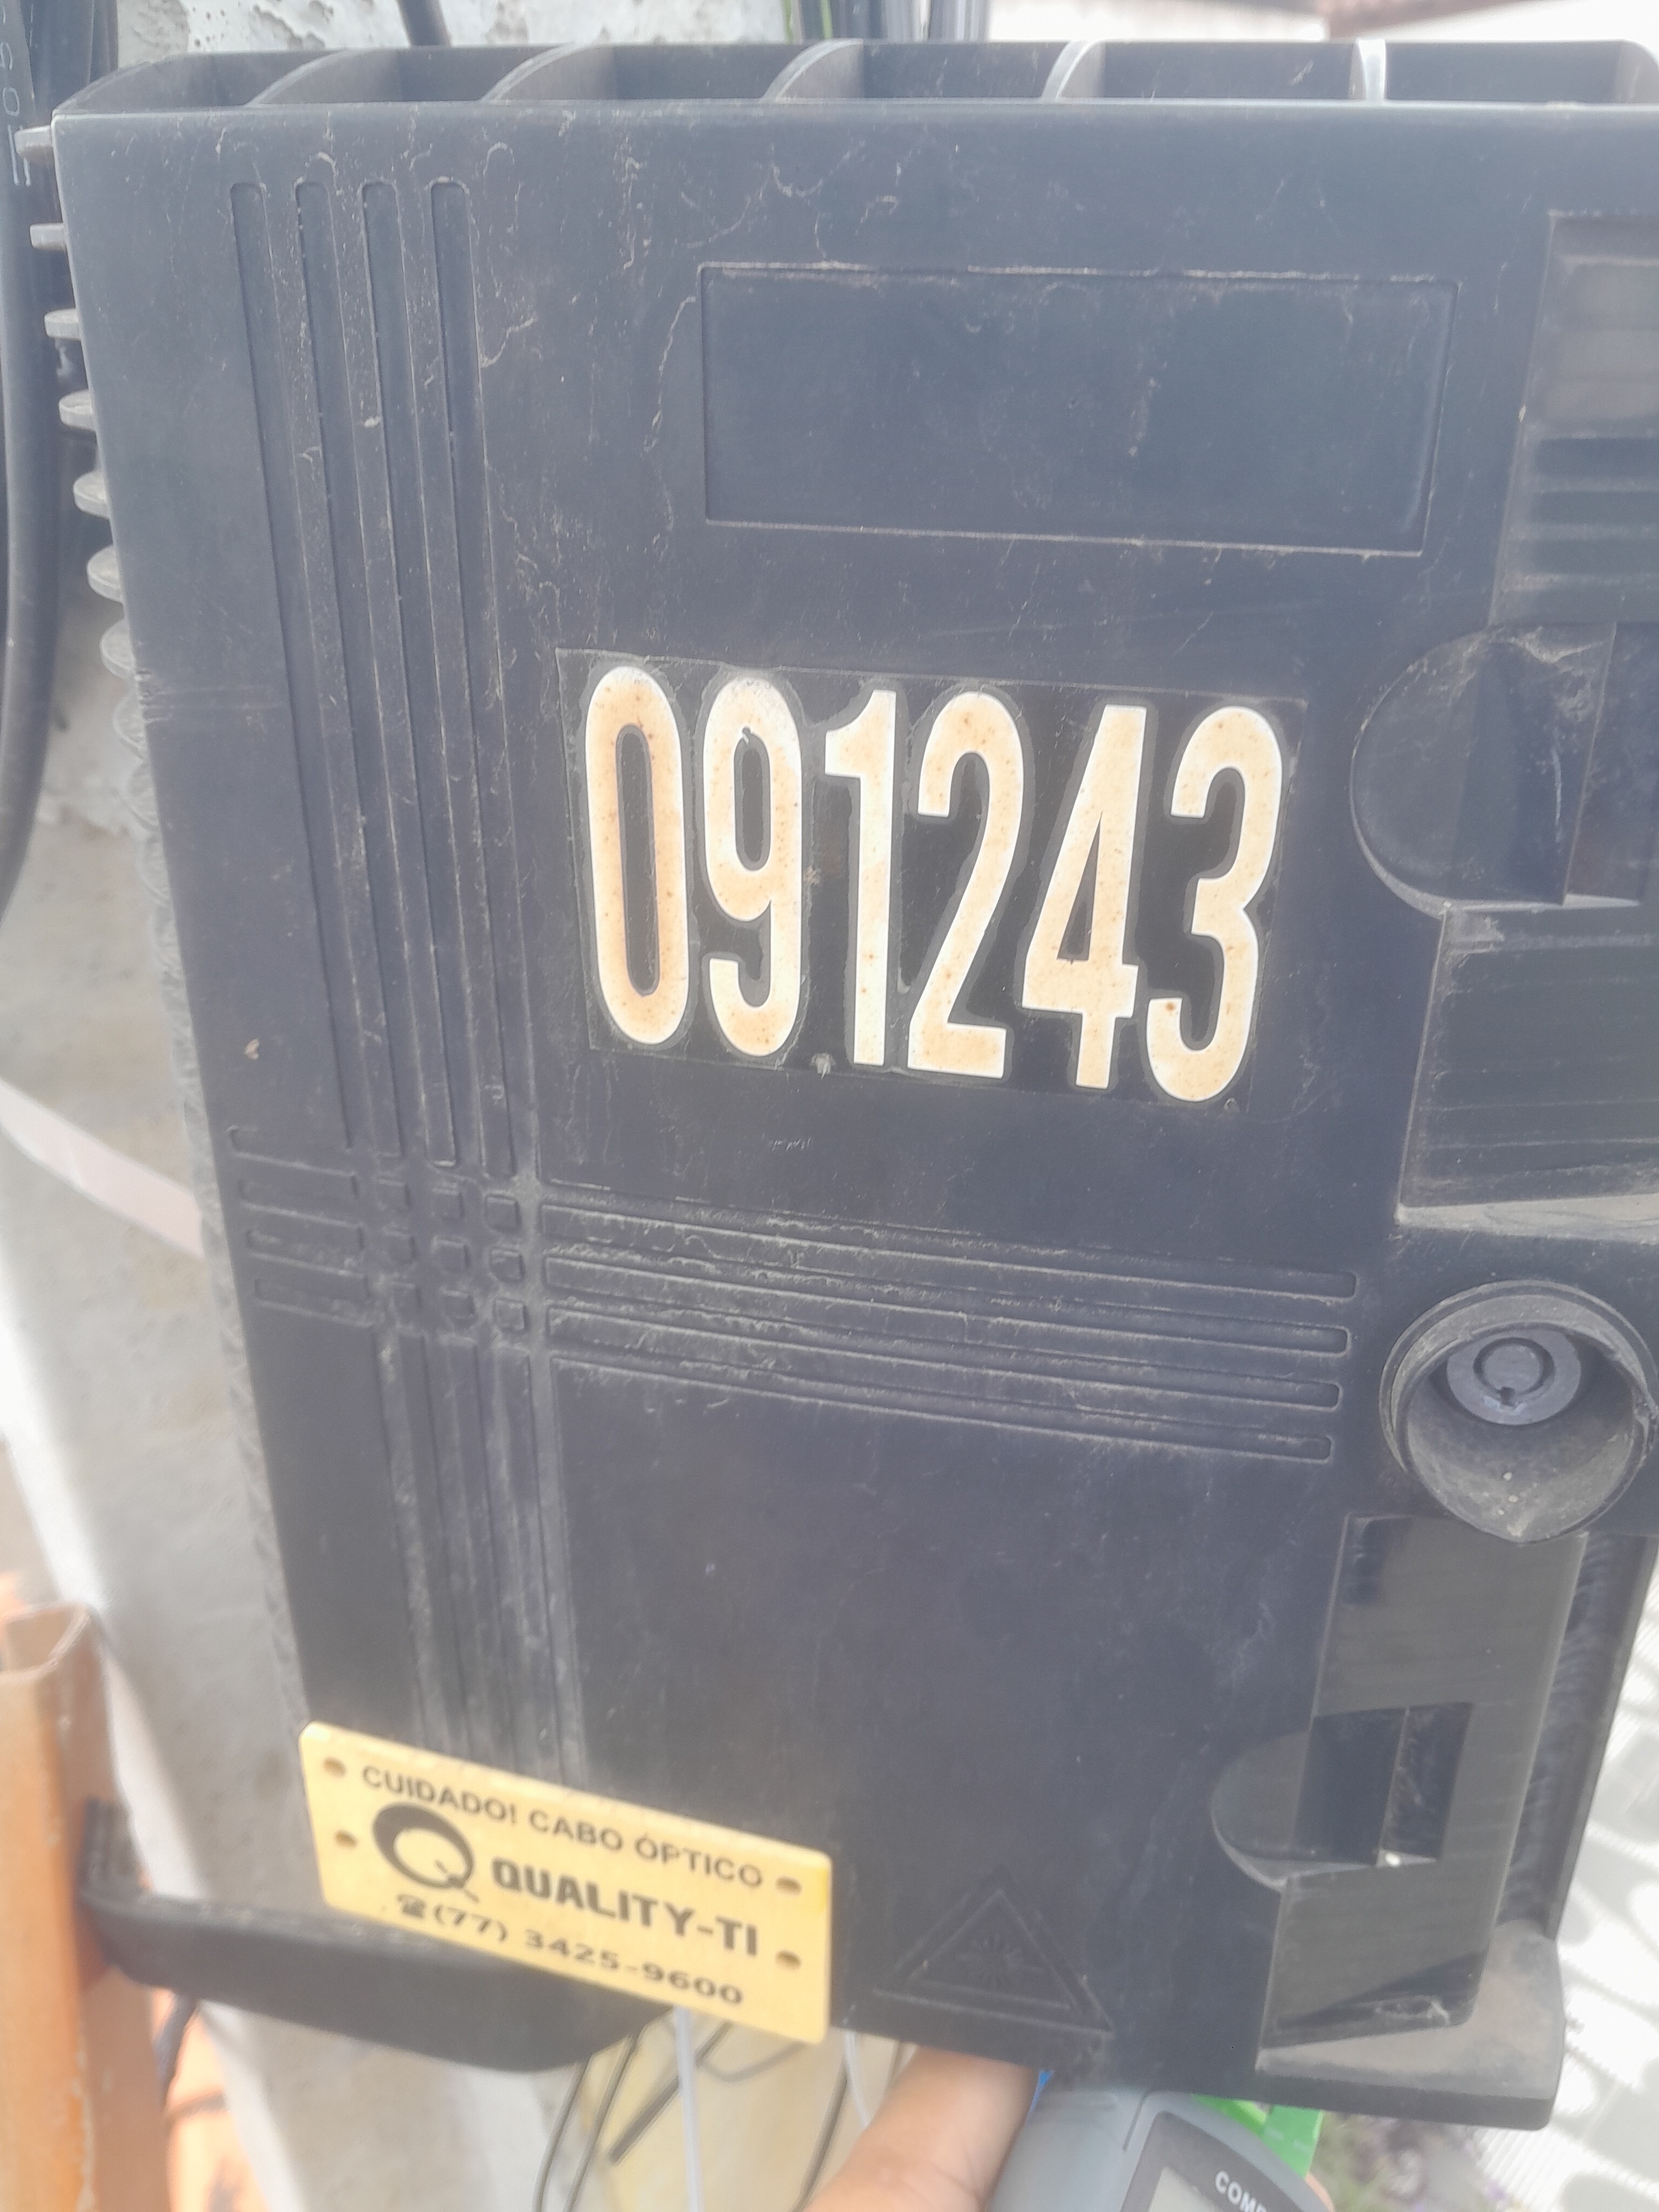 091243
CUIDADO! CABO ÓPTICO
QUALITY-TI
(77) 3425-9600